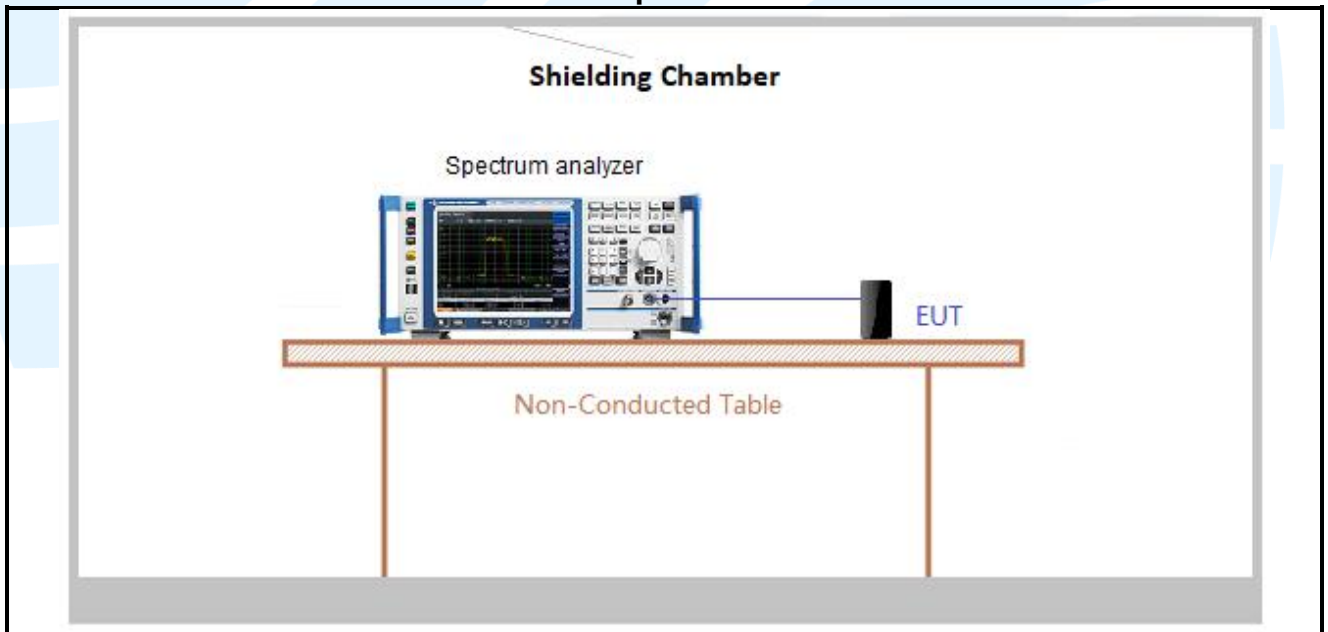 Shielding Chamber
Spectrum analyzer
EUT
Non-Conducted Table